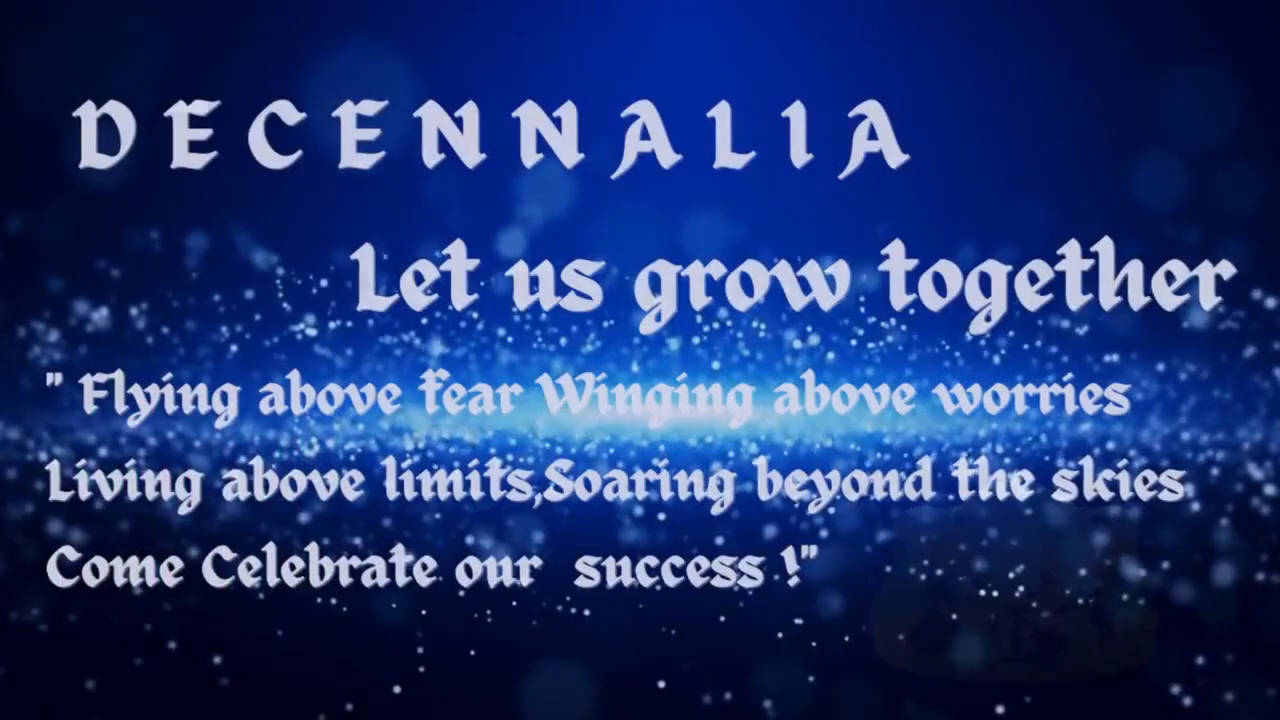 DECENNALIA
Let us grow together
" Flying above fear Winging above worries
Living above limits,Soaring beyond the skies
Come Celebrate our  success !"